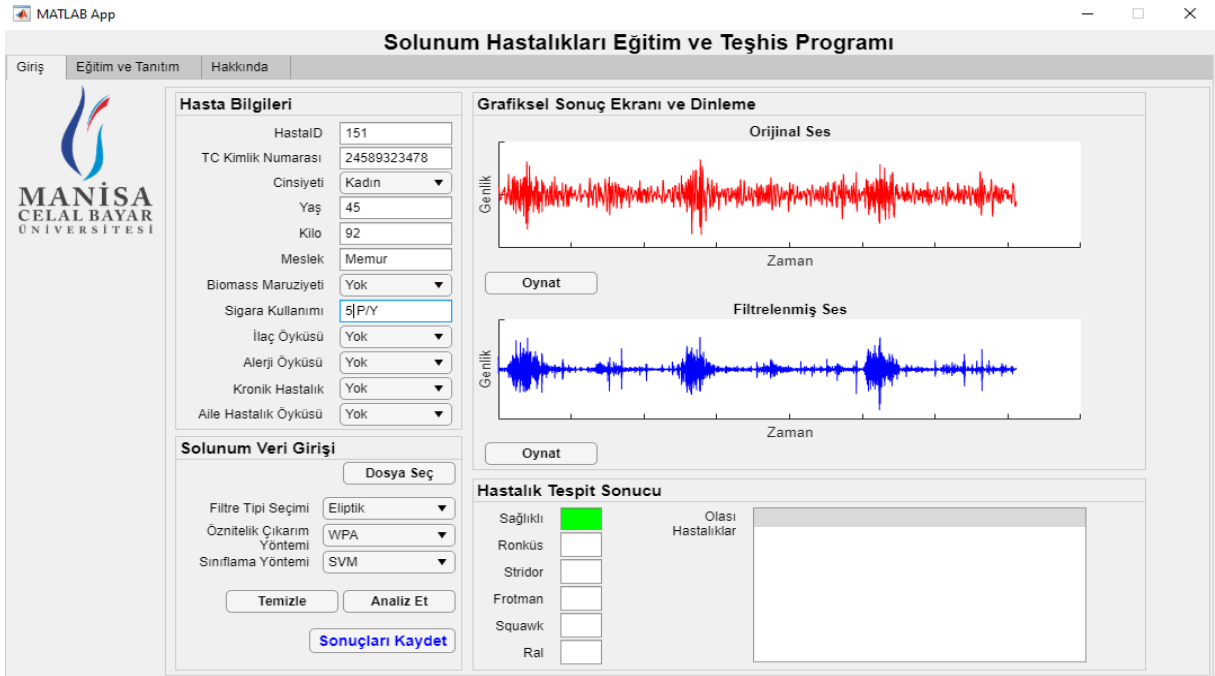 MATLAB App
Solunum Hastalıkları Eğitim ve Teşhis Programı
Giriş
Eğitim ve Tanıtım
Hakkında
MANİSA
CELAL BAYAR
ÜNİVERSİTESİ
Hasta Bilgileri
HastaID 151
TC Kimlik Numarası 24589323478
Cinsiyeti Kadın
Yaş 45
Kilo 92
Meslek Memur
Biomass Maruziyeti Yok
Sigara Kullanımı 5 P/Y
İlaç Öyküsü Yok
Alerji Öyküsü Yok
Kronik Hastalık Yok
Aile Hastalık Öyküsü Yok
Solunum Veri Girişi
Dosya Seç
Filtre Tipi Seçimi Eliptik
Öznitelik Çıkarım
Yöntemi WPA
Sınıflama Yöntemi SVM
Temizle
Analiz Et
Sonuçları Kaydet
Grafiksel Sonuç Ekranı ve Dinleme
Orijinal Ses
Genlik
Zaman
Oynat
Filtrelenmiş Ses
Genlik
Zaman
Oynat
Hastalık Tespit Sonucu
Sağlıklı
Ronküs
Stridor
Frotman
Squawk
Ral
Olası
Hastalıklar